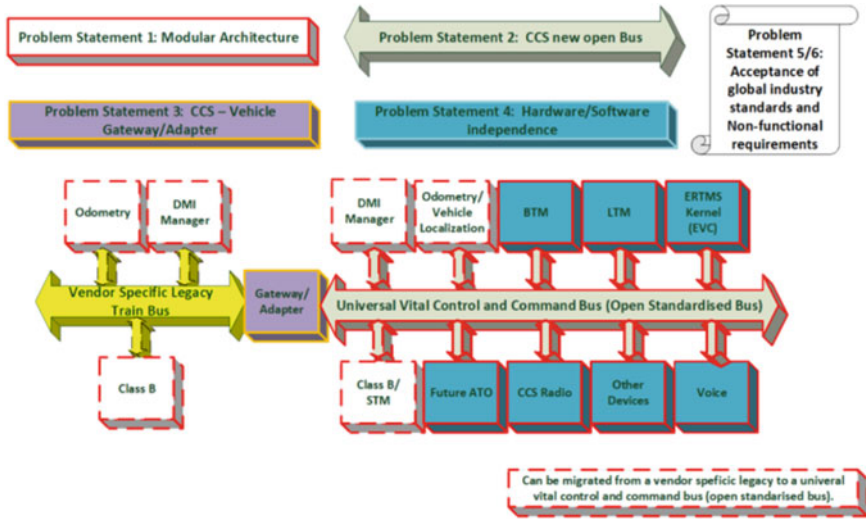 Problem Statement 1: Modular Architecture
Problem Statement 2: CCS new open Bus
Problem
Statement 5/6:
Acceptance of
global industry
standards and
Non-functional
requirements
Problem Statement 3: CCS – Vehicle
Gateway/Adapter
Problem Statement 4: Hardware/Software
Independence
Odometry
DMI
Manager
DMI
Manager
Odometry/
Vehicle
Localization
BTM
LTM
ERTMS
Kernel
(EVC)
Vendor Specific Legacy
Train Bus
Gateway/
Adapter
Universal Vital Control and Command Bus (Open Standardised Bus)
Class B
Class B/
STM
Future ATO
CCS Radio
Other
Devices
Voice
Can be migrated from a vendor speficic legacy to a univeral
vital control and command bus (open standarised bus).